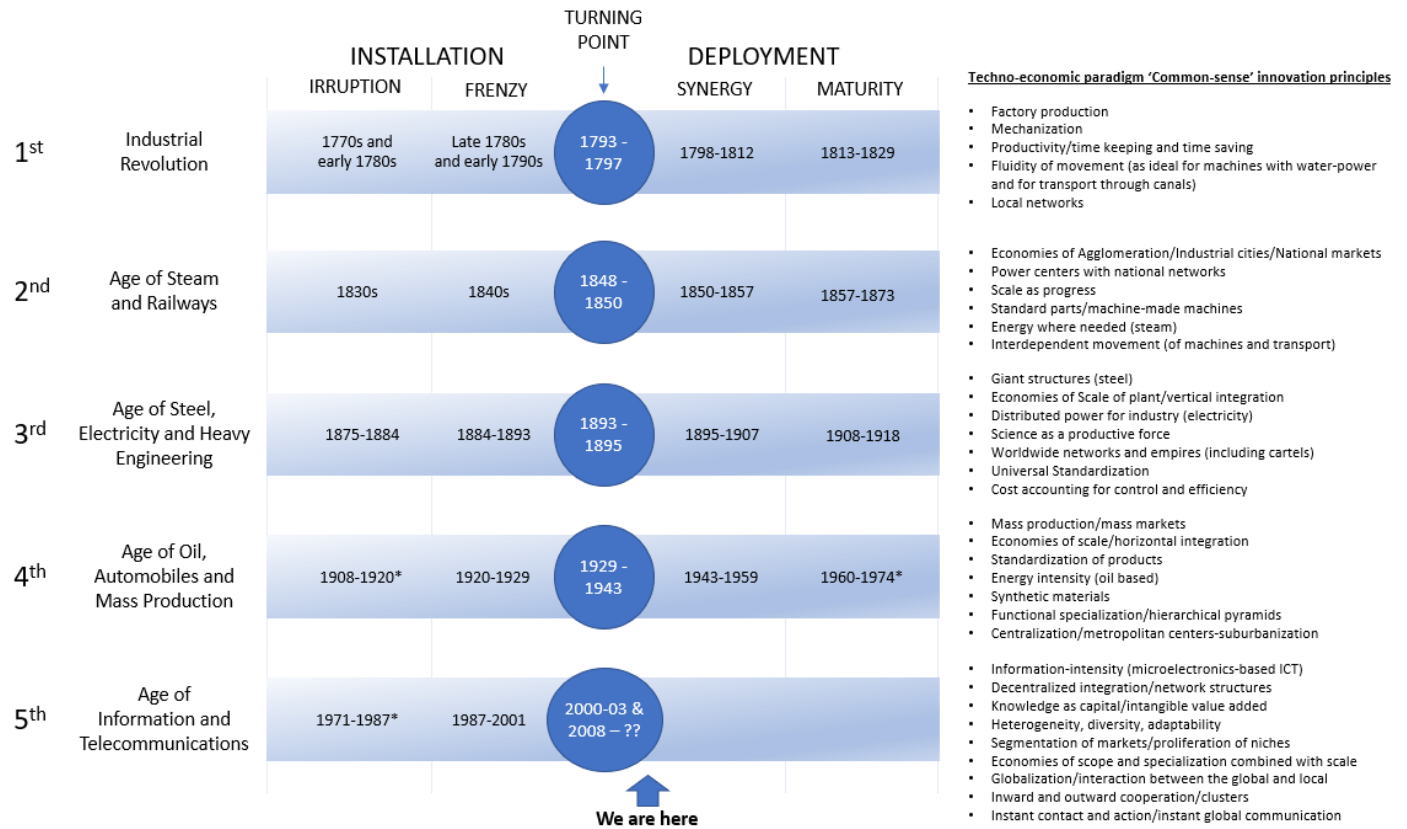 TURNING
POINT
INSTALLATION
DEPLOYMENT
IRRUPTION
FRENZY
SYNERGY
MATURITY
Techno-economic paradigm ‘Common-sense’ innovation principles
1st
Industrial
Revolution
1770s and
early 1780s
Late 1780s
and early 1790s
1793 -
1797
1798-1812
1813-1829
• Factory production
• Mechanization
• Productivity/time keeping and time saving
• Fluidity of movement (as ideal for machines with water-power
and for transport through canals)
• Local networks
2nd
Age of Steam
and Railways
1830s
1840s
1848 -
1850
1850-1857
1857-1873
• Economies of Agglomeration/Industrial cities/National markets
• Power centers with national networks
• Scale as progress
• Standard parts/machine-made machines
• Energy where needed (steam)
• Interdependent movement (of machines and transport)
3rd
Age of Steel,
Electricity and Heavy
Engineering
1875-1884
1884-1893
1893 -
1895
1895-1907
1908-1918
• Giant structures (steel)
• Economies of Scale of plant/vertical integration
• Distributed power for industry (electricity)
• Science as a productive force
• Worldwide networks and empires (including cartels)
• Universal Standardization
• Cost accounting for control and efficiency
4th
Age of Oil,
Automobiles and
Mass Production
1908-1920*
1920-1929
1929 -
1943
1943-1959
1960-1974*
• Mass production/mass markets
• Economies of scale/horizontal integration
• Standardization of products
• Energy intensity (oil based)
• Synthetic materials
• Functional specialization/hierarchical pyramids
• Centralization/metropolitan centers-suburbanization
5th
Age of
Information and
Telecommunications
1971-1987*
1987-2001
2000-03 &
2008 – ??
• Information-intensity (microelectronics-based ICT)
• Decentralized integration/network structures
• Knowledge as capital/intangible value added
• Heterogeneity, diversity, adaptability
• Segmentation of markets/proliferation of niches
• Economies of scope and specialization combined with scale
• Globalization/interaction between the global and local
• Inward and outward cooperation/clusters
• Instant contact and action/instant global communication
We are here